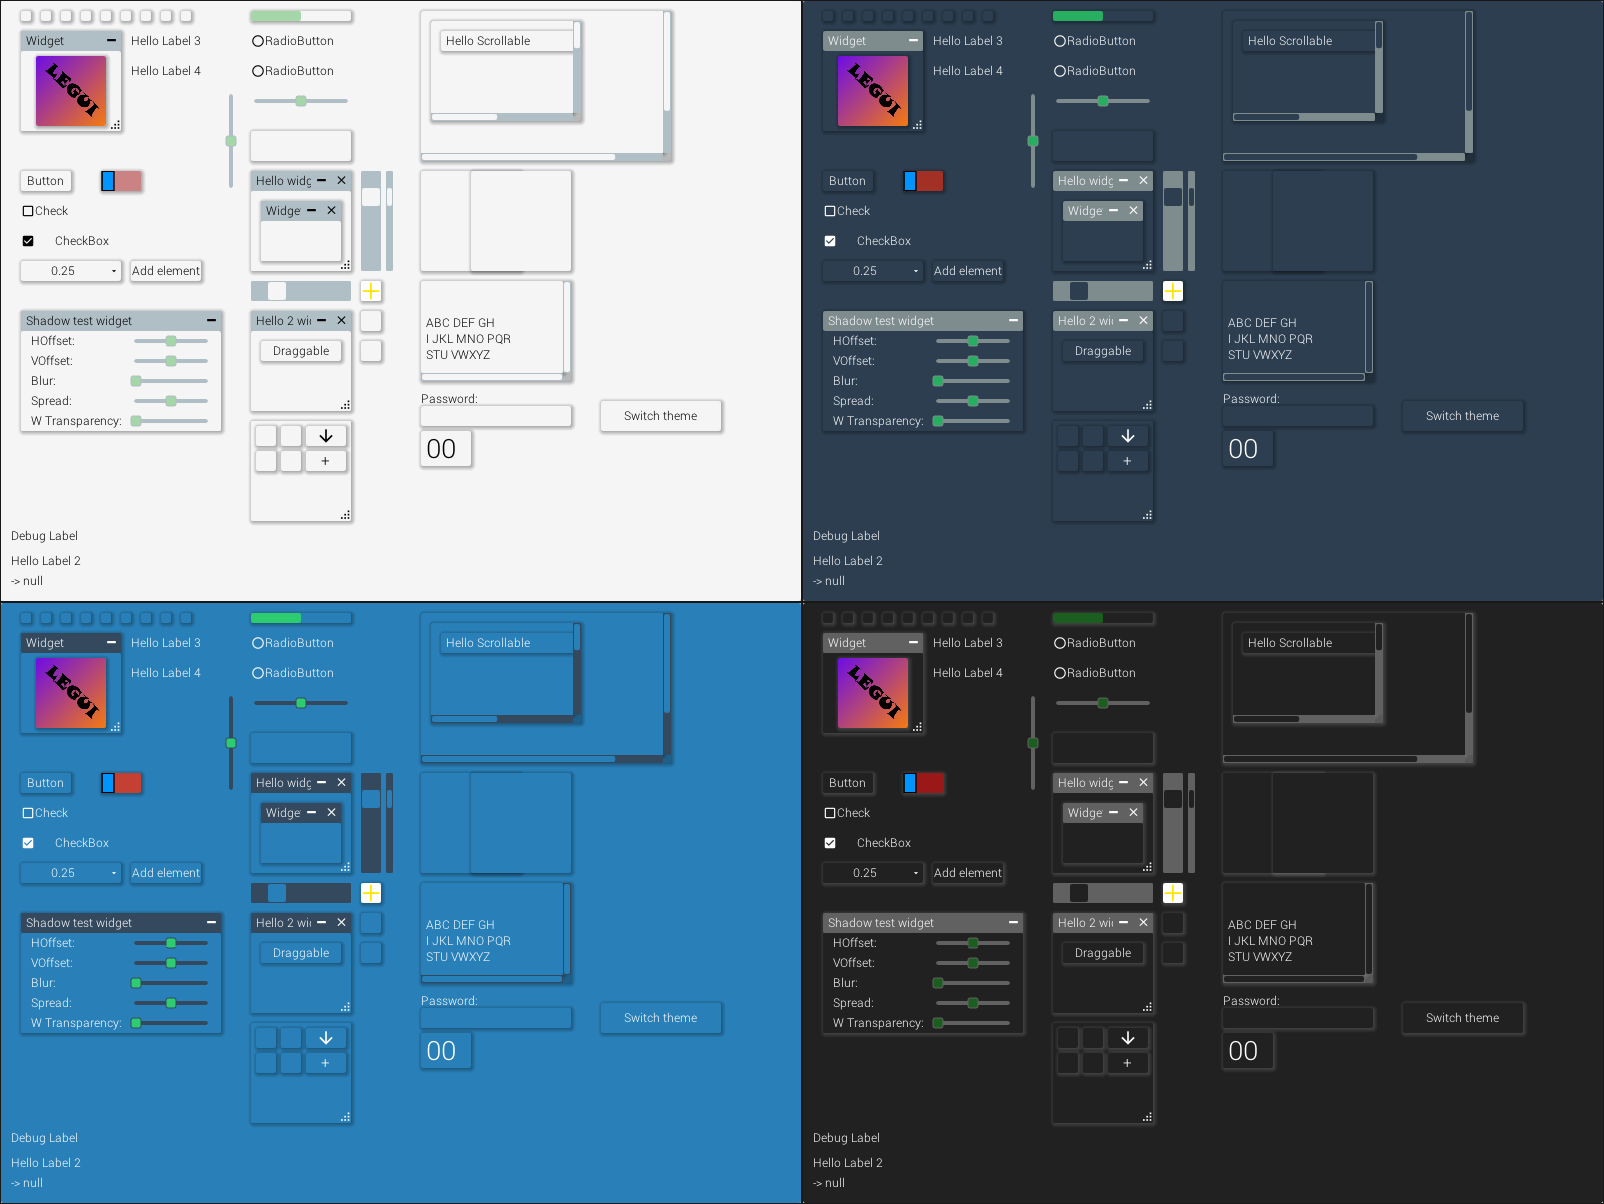 Widget
Hello Label 3
RadioButton
Hello Scrollable
LEGUI
Hello Label 4
RadioButton
Button
Hello widg
Check
Widge
CheckBox
0.25
Add element
Shadow test widget
Hello 2 wi
HOffset:
ABC DEF GH
VOffset:
Draggable
I JKL MNO PQR
Blur:
STU VWXYZ
Spread:
Password:
W Transparency:
Switch theme
00
+
Debug Label
Hello Label 2
-> null
Widget
Hello Label 3
RadioButton
Hello Scrollable
LEGUI
Hello Label 4
RadioButton
Button
Hello widg
Check
Widge
CheckBox
0.25
Add element
Shadow test widget
Hello 2 wi
HOffset:
ABC DEF GH
VOffset:
Draggable
I JKL MNO PQR
Blur:
STU VWXYZ
Spread:
Password:
W Transparency:
Switch theme
00
+
Debug Label
Hello Label 2
-> null
Widget
Hello Label 3
RadioButton
Hello Scrollable
LEGUI
Hello Label 4
RadioButton
Button
Hello widg
Check
Widge
CheckBox
0.25
Add element
Shadow test widget
Hello 2 wi
HOffset:
ABC DEF GH
VOffset:
Draggable
I JKL MNO PQR
Blur:
STU VWXYZ
Spread:
Password:
W Transparency:
Switch theme
00
+
Debug Label
Hello Label 2
-> null
Widget
Hello Label 3
RadioButton
Hello Scrollable
LEGUI
Hello Label 4
RadioButton
Button
Hello widg
Check
Widge
CheckBox
0.25
Add element
Shadow test widget
Hello 2 wi
HOffset:
ABC DEF GH
VOffset:
Draggable
I JKL MNO PQR
Blur:
STU VWXYZ
Spread:
Password:
W Transparency:
Switch theme
00
+
Debug Label
Hello Label 2
-> null